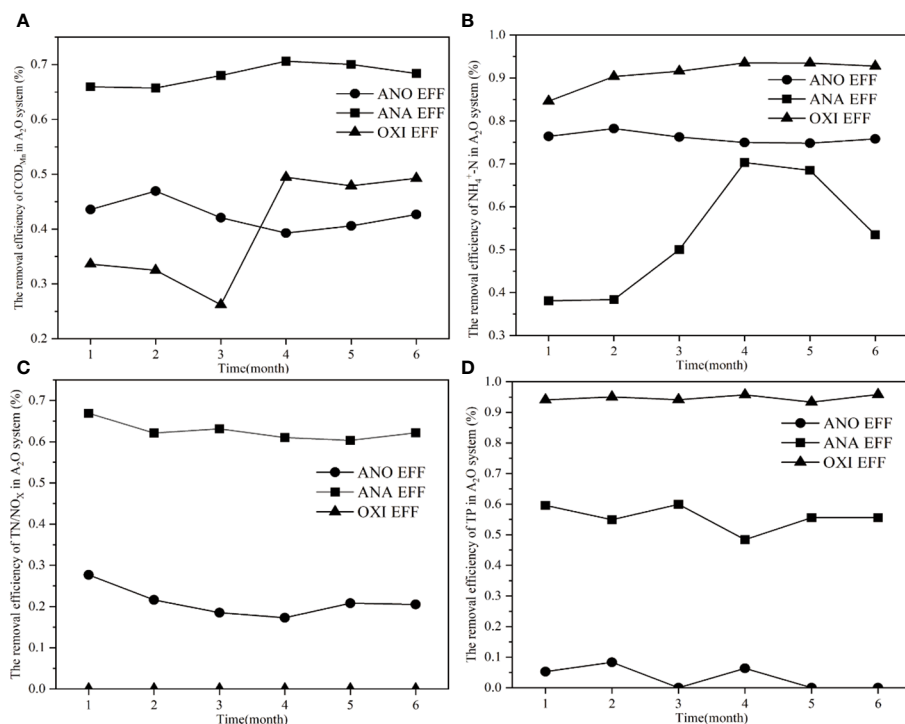 A
The removal efficiency of COD_Mn in A₂O system (%)
0.7
0.6
0.5
0.4
0.3
0.2
ANO EFF
ANA EFF
OXI EFF
1 2 3 4 5 6
Time(month)
B
The removal efficiency of NH₄⁺-N in A₂O system (%)
1.0
0.9
0.8
0.7
0.6
0.5
0.4
0.3
ANO EFF
ANA EFF
OXI EFF
1 2 3 4 5 6
Time(month)
C
The removal efficiency of TN/NO_X in A₂O system (%)
0.7
0.6
0.5
0.4
0.3
0.2
0.1
0.0
ANO EFF
ANA EFF
OXI EFF
1 2 3 4 5 6
Time(month)
D
The removal efficiency of TP in A₂O system (%)
1.0
0.9
0.8
0.7
0.6
0.5
0.4
0.3
0.2
0.1
0.0
ANO EFF
ANA EFF
OXI EFF
1 2 3 4 5 6
Time(month)